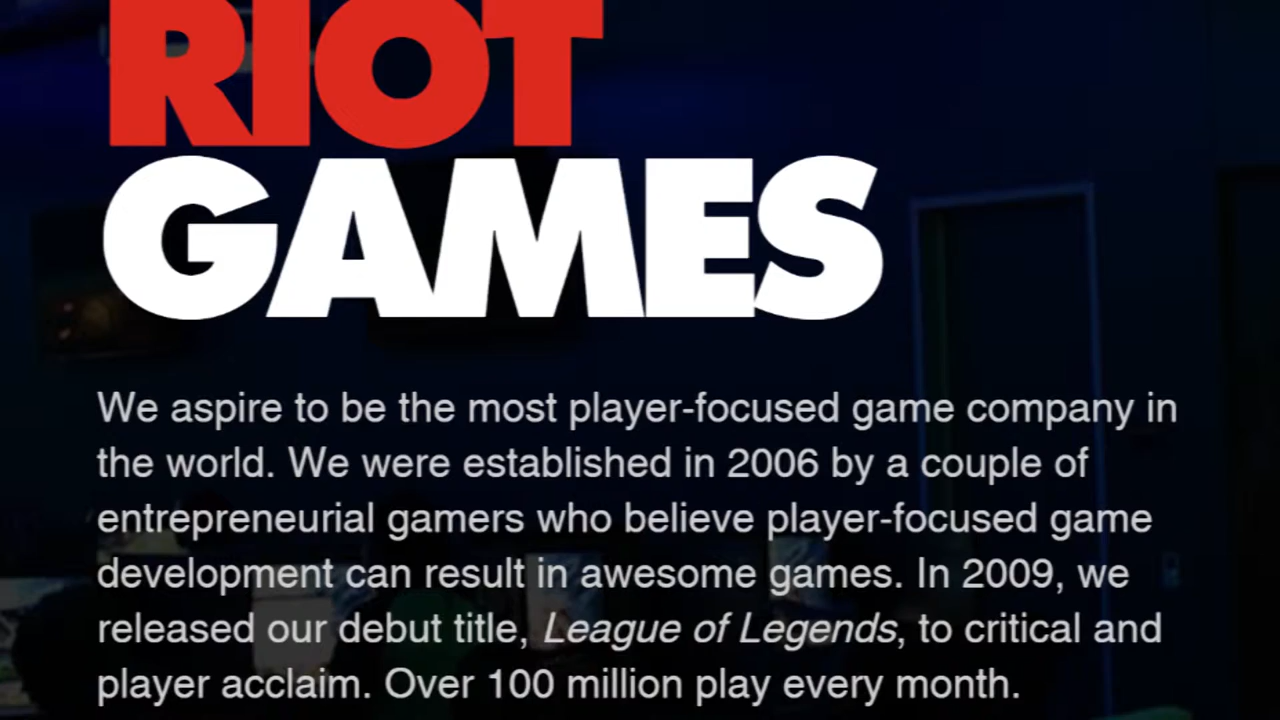 RIOT
GAMES
We aspire to be the most player-focused game company in
the world. We were established in 2006 by a couple of
entrepreneurial gamers who believe player-focused game
development can result in awesome games. In 2009, we
released our debut title, League of Legends, to critical and
player acclaim. Over 100 million play every month.